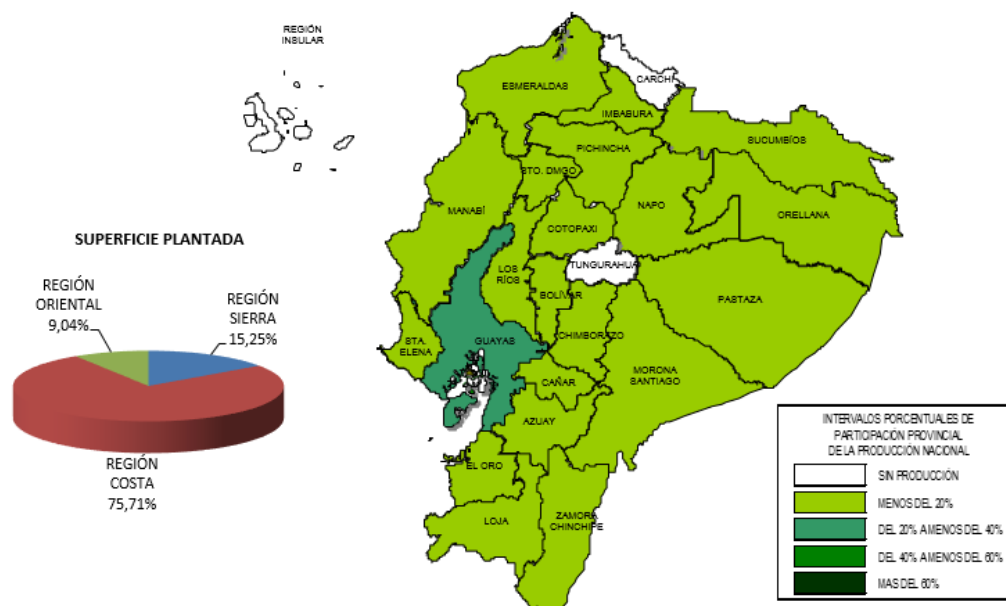 REGIÓN
INSULAR
CARCHI
ESMERALDAS
IMBABURA
SUCUMBÍOS
PICHINCHA
STO. DMGO
NAPO
MANABÍ
ORELLANA
COTOPAXI
TUNGURAHUA
LOS
RÍOS
BOLÍVAR
PASTAZA
CHIMBORAZO
STA.
ELENA
GUAYAS
MORONA
SANTIAGO
CAÑAR
AZUAY
EL ORO
LOJA
ZAMORA
CHINCHIPE
SUPERFICIE PLANTADA
REGIÓN
ORIENTAL
9,04%
REGIÓN
SIERRA
15,25%
REGIÓN
COSTA
75,71%
INTERVALOS PORCENTUALES DE
PARTICIPACIÓN PROVINCIAL
DE LA PRODUCCIÓN NACIONAL
SIN PRODUCCIÓN
MENOS DEL 20%
DEL 20% A MENOS DEL 40%
DEL 40% A MENOS DEL 60%
MAS DEL 60%